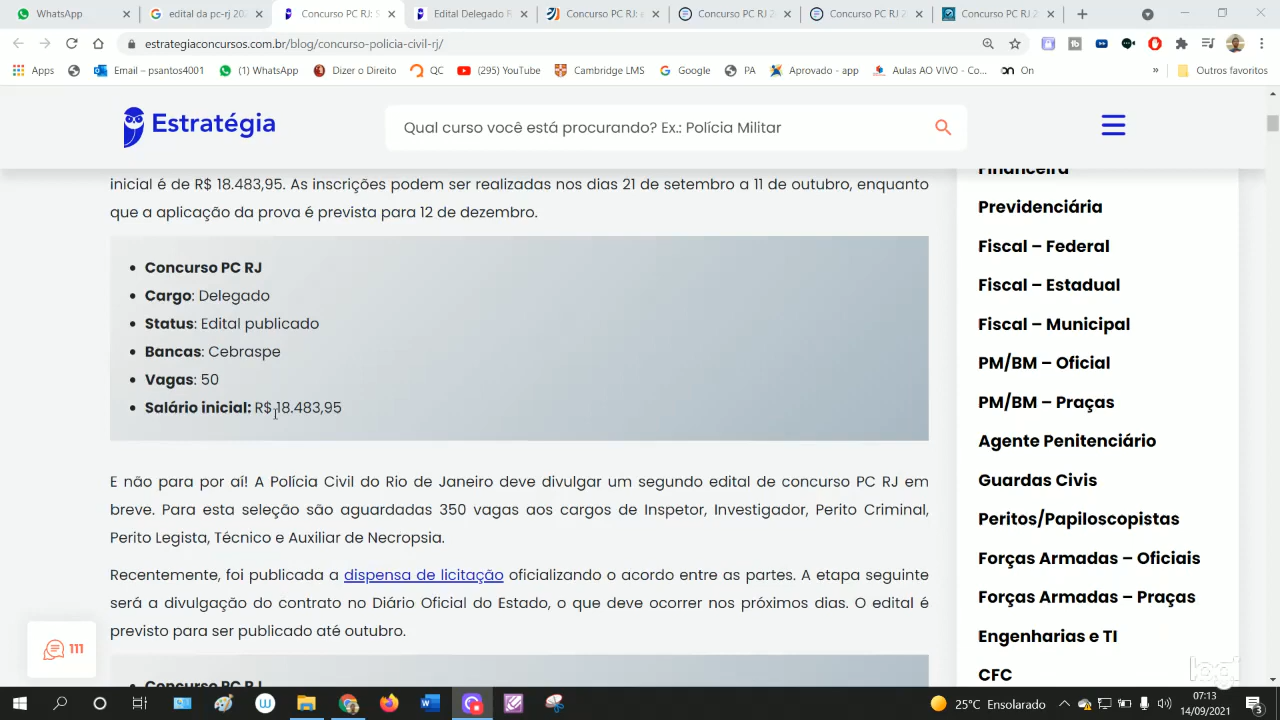 WhatsApp
edital da pc-rj 202
Concurso PC RJ: S
Edital Delegado F
Concurso PC RJ: e
Concurso PC RJ 2
Concurso PC RJ 2
Concurso PC RJ 2
estrategiaconcursos.com.br/blog/concurso-policia-civil-rj/
Apps
Email – psantos4001
(1) WhatsApp
Dizer o Direito
QC
(295) YouTube
Cambridge LMS
Google
PA
Aprovado - app
Aulas AO VIVO - Co...
On
»
Outros favoritos
Estratégia
Qual curso você está procurando? Ex.: Polícia Militar
inicial é de R$ 18.483,95. As inscrições podem ser realizadas nos dias 21 de setembro a 11 de outubro, enquanto
que a aplicação da prova é prevista para 12 de dezembro.
• Concurso PC RJ
• Cargo: Delegado
• Status: Edital publicado
• Bancas: Cebraspe
• Vagas: 50
• Salário inicial: R$ 18.483,95
E não para por aí! A Polícia Civil do Rio de Janeiro deve divulgar um segundo edital de concurso PC RJ em
breve. Para esta seleção são aguardadas 350 vagas aos cargos de Inspetor, Investigador, Perito Criminal,
Perito Legista, Técnico e Auxiliar de Necropsia.
Recentemente, foi publicada a dispensa de licitação oficializando o acordo entre as partes. A etapa seguinte
será a divulgação do contrato no Diário Oficial do Estado, o que deve ocorrer nos próximos dias. O edital é
previsto para ser publicado até outubro.
• Concurso PC RJ
111
Financeira
Previdenciária
Fiscal – Federal
Fiscal – Estadual
Fiscal – Municipal
PM/BM – Oficial
PM/BM – Praças
Agente Penitenciário
Guardas Civis
Peritos/Papiloscopistas
Forças Armadas – Oficiais
Forças Armadas – Praças
Engenharias e TI
CFC
logi
25°C Ensolarado
07:13
14/09/2021
3